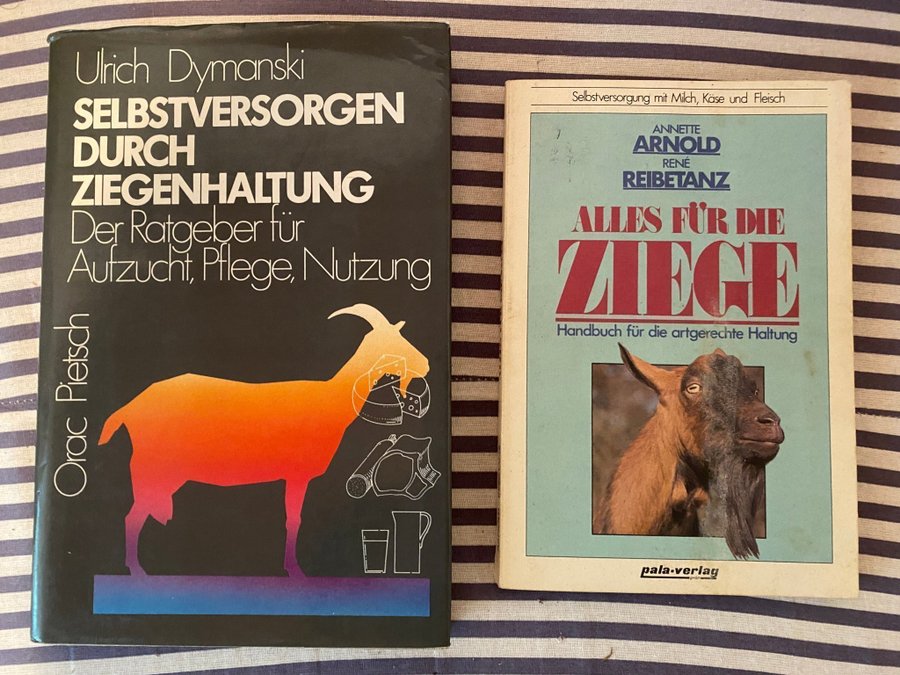 Ulrich Dymanski
SELBSTVERSORGEN
DURCH
ZIEGENHALTUNG
Der Ratgeber für
Aufzucht, Pflege, Nutzung
Orac Pietsch
Selbstversorgung mit Milch, Käse und Fleisch
ANNETTE
ARNOLD
RENÉ
REIBETANZ
ALLES FÜR DIE
ZIEGE
Handbuch für die artgerechte Haltung
pala-verlag